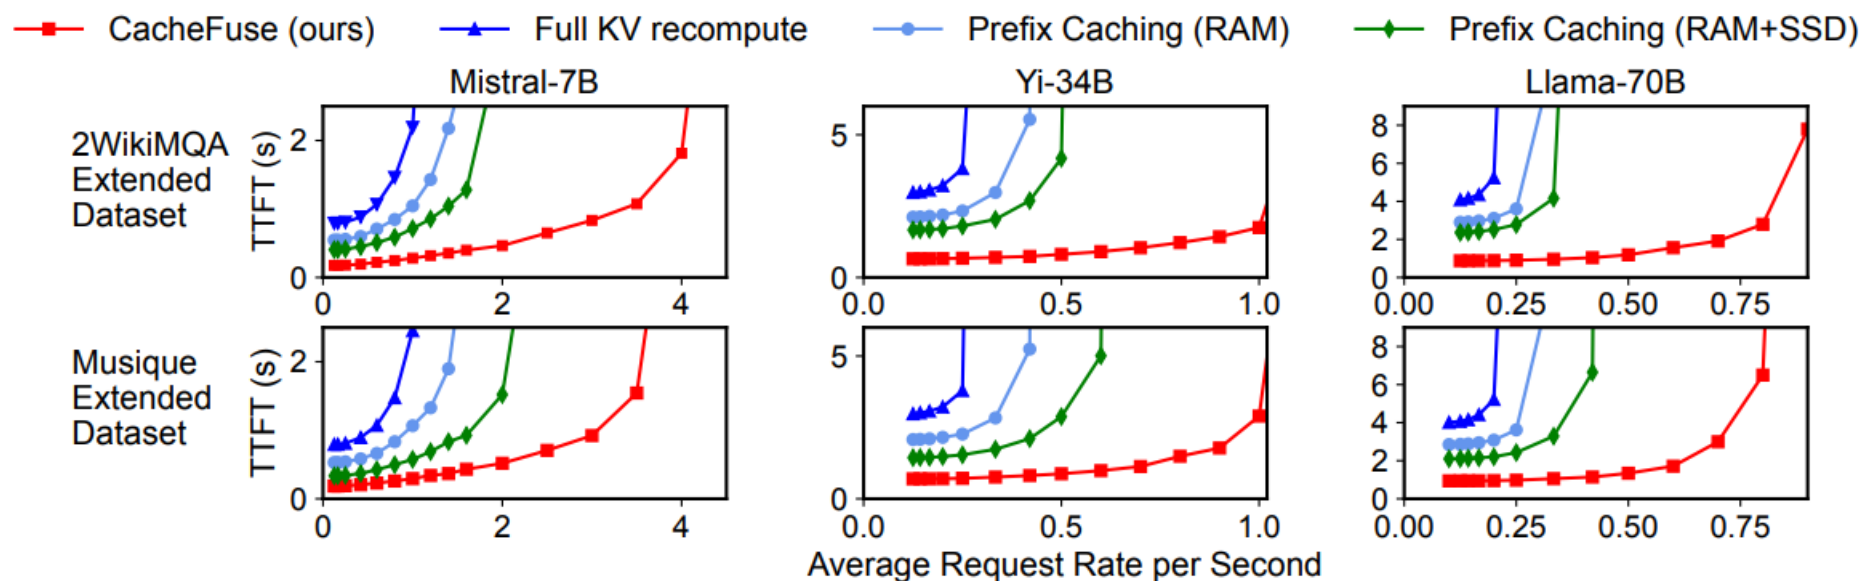 CacheFuse (ours) Full KV recompute Prefix Caching (RAM) Prefix Caching (RAM+SSD)
Mistral-7B Yi-34B Llama-70B
2WikiMQA
Extended
Dataset
TTFT (s)
2
0
0 2 4
5
0
0.0 0.5 1.0
8
6
4
2
0
0.00 0.25 0.50 0.75
Musique
Extended
Dataset
TTFT (s)
2
0
0 2 4
5
0
0.0 0.5 1.0
8
6
4
2
0
0.00 0.25 0.50 0.75
Average Request Rate per Second